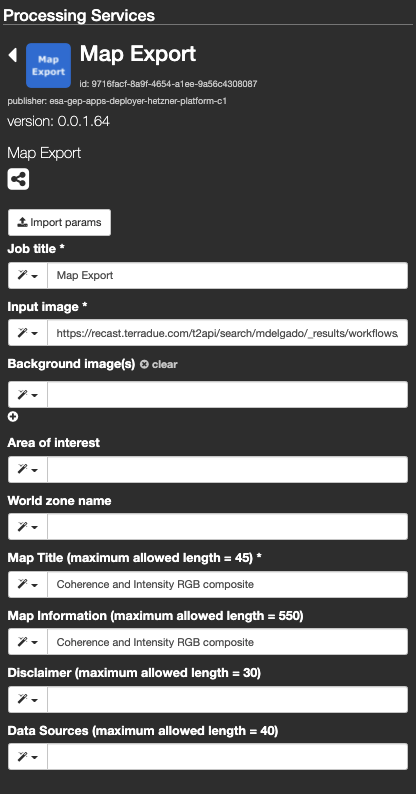 Processing Services
Map
Export
Map Export
id: 9716facf-8a9f-4654-a1ee-9a56c4308087
publisher: esa-gep-apps-deployer-hetzner-platform-c1
version: 0.0.1.64
Map Export
Import params
Job title *
Map Export
Input image *
https://recast.terradue.com/t2api/search/mdelgado/_results/workflows
Background image(s) clear
Area of interest
World zone name
Map Title (maximum allowed length = 45) *
Coherence and Intensity RGB composite
Map Information (maximum allowed length = 550)
Coherence and Intensity RGB composite
Disclaimer (maximum allowed length = 30)
Data Sources (maximum allowed length = 40)